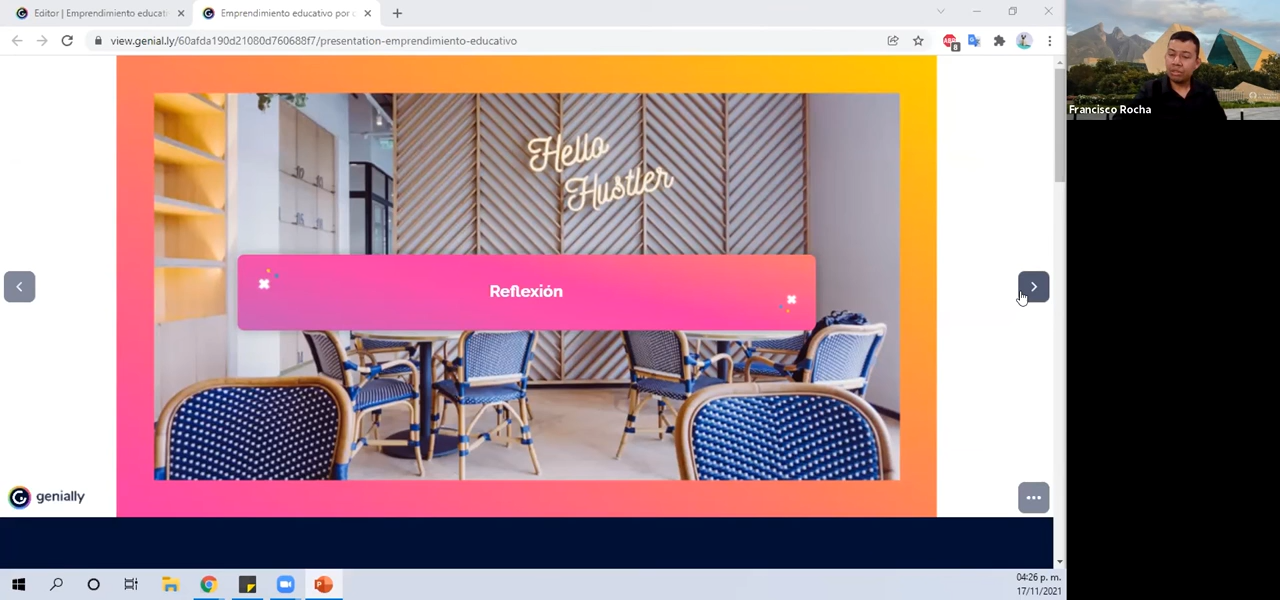 Editor | Emprendimiento educat
Emprendimiento educativo por c
view.genial.ly/60afda190d21080d760688f7/presentation-emprendimiento-educativo
8
Francisco Rocha
Hello
Hustler
Reflexión
genially
04:26 p. m.
17/11/2021